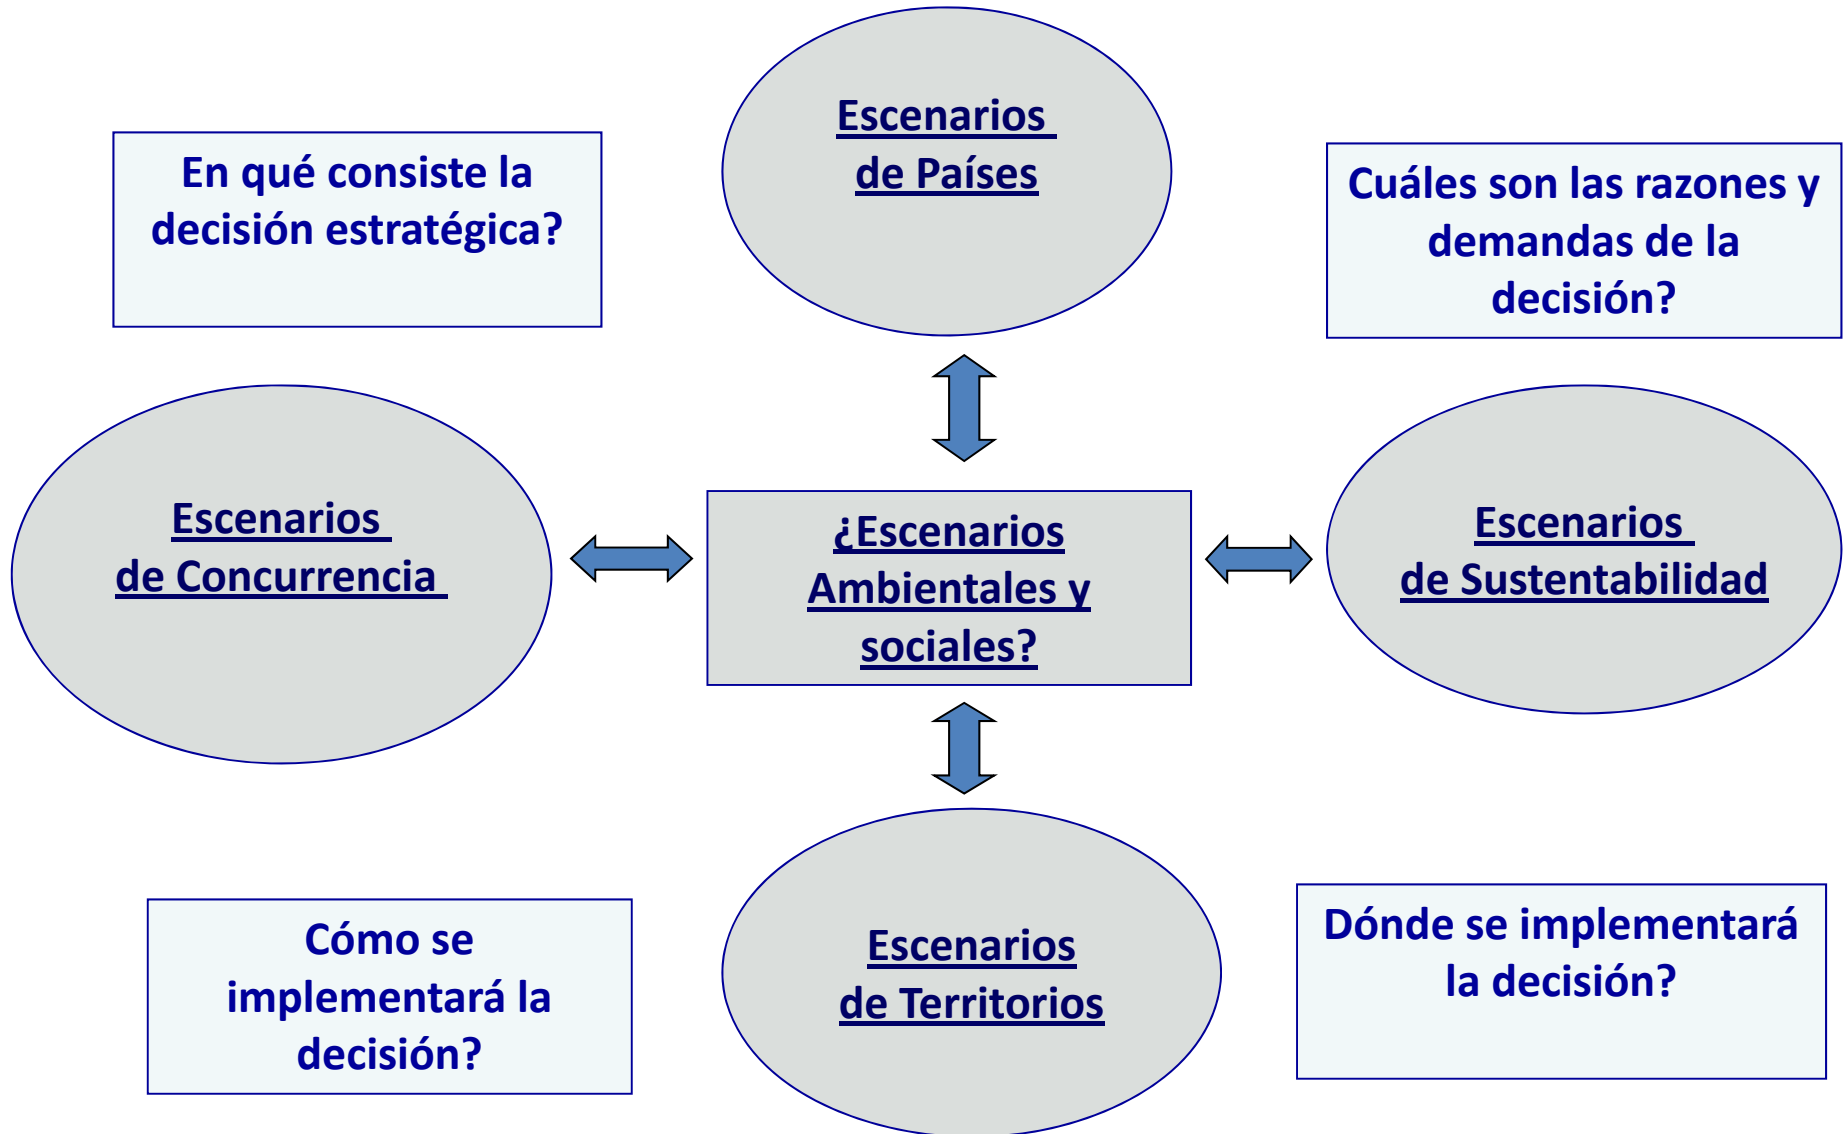 Escenarios
de Países
En qué consiste la
decisión estratégica?
Cuáles son las razones y
demandas de la
decisión?
Escenarios
de Concurrencia
¿Escenarios
Ambientales y
sociales?
Escenarios
de Sustentabilidad
Cómo se
implementará la
decisión?
Escenarios
de Territorios
Dónde se implementará
la decisión?